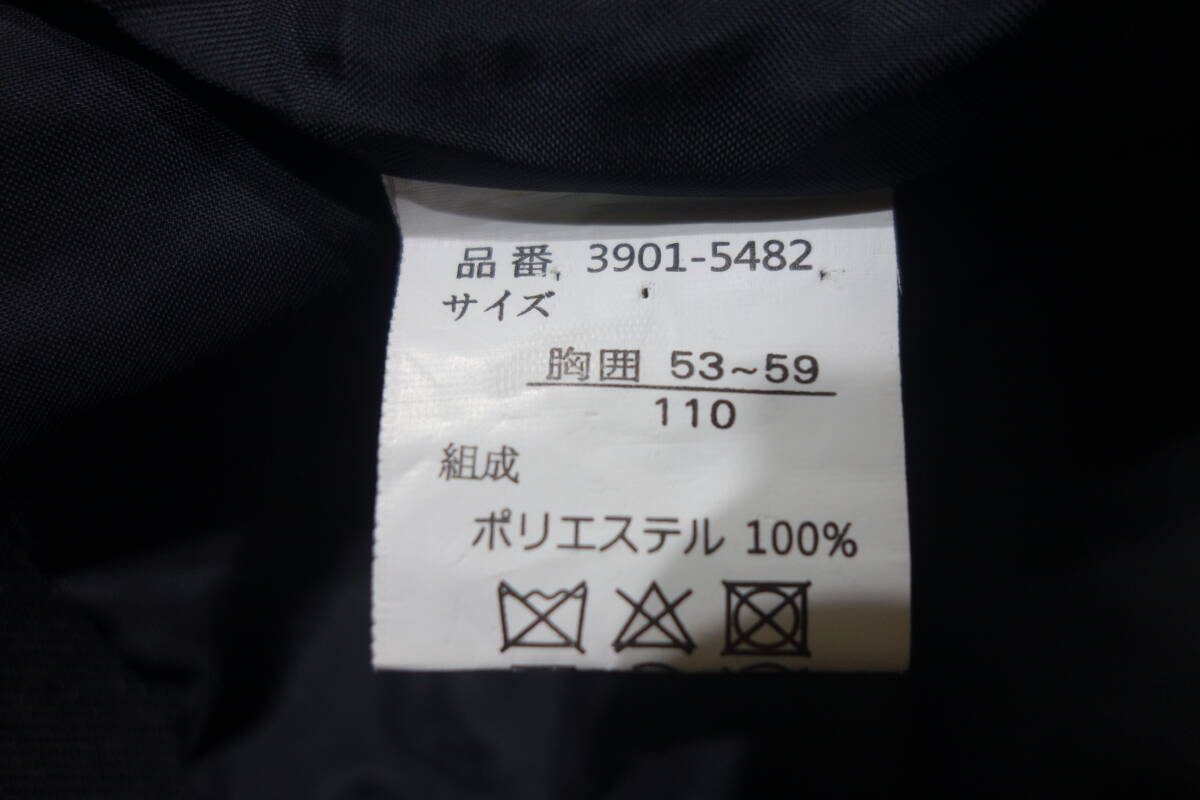 品番 3901-5482
サイズ
胸囲 53~59
110
組成
ポリエステル 100%